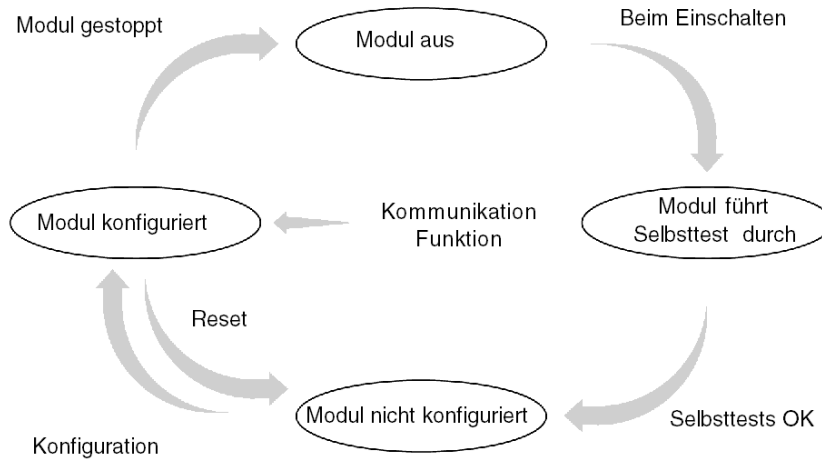 Modul gestoppt
Modul aus
Beim Einschalten
Modul konfiguriert
Kommunikation
Funktion
Modul führt
Selbsttest durch
Reset
Modul nicht konfiguriert
Selbsttests OK
Konfiguration